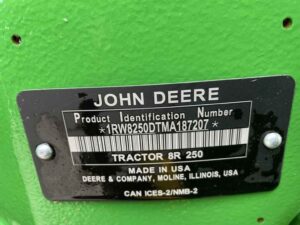 JOHN DEERE
Product Identification Number
*1RW8250DTMA187207*
TRACTOR 8R 250
MADE IN USA
DEERE & COMPANY, MOLINE, ILLINOIS, USA
CAN ICES-2/NMB-2